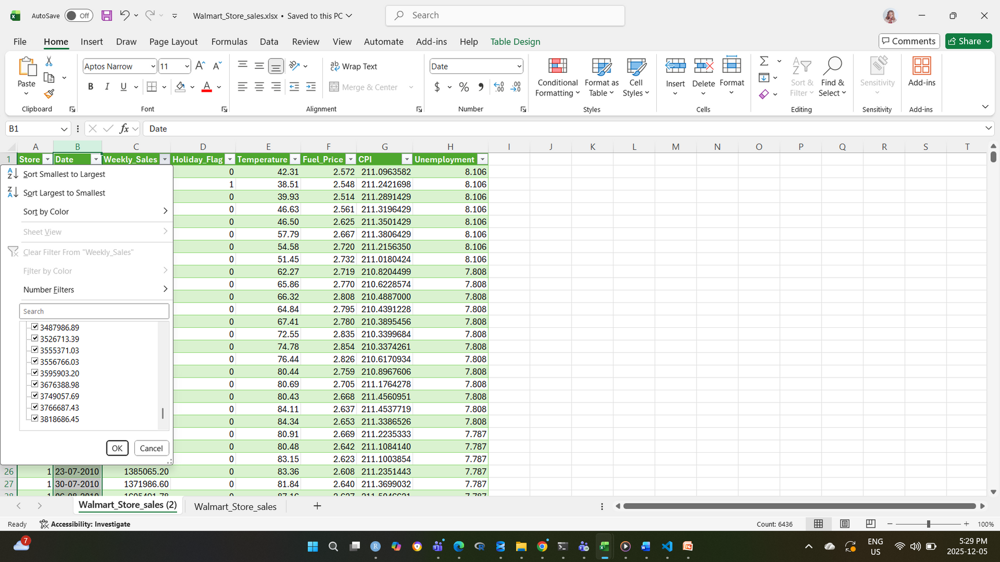 AutoSave Off Walmart_Store_sales.xlsx • Saved to this PC Search
File Home Insert Draw Page Layout Formulas Data Review View Automate Add-ins Help Table Design Comments Share
Paste
Clipboard
Aptos Narrow 11
B I U
Font
Wrap Text
Merge & Center
Alignment
Date
$ % ,
Number
Conditional Formatting
Format as Table
Cell Styles
Styles
Insert Delete Format
Cells
Sort & Filter
Find & Select
Editing
Sensitivity
Sensitivity
Add-ins
Add-ins
B1 fx Date
A B C D E F G H I J K L M N O P Q R S T
1 Store Date Weekly_Sales Holiday_Flag Temperature Fuel_Price CPI Unemployment
Sort Smallest to Largest
Sort Largest to Smallest
Sort by Color
Sheet View
Clear Filter From "Weekly_Sales"
Filter by Color
Number Filters
Search
3487986.89
3526713.39
3555371.03
3556766.03
3595903.20
3676388.98
3749057.69
3766687.43
3818686.45
OK Cancel
0 42.31 2.572 211.0963582 8.106
1 38.51 2.548 211.2421698 8.106
0 39.93 2.514 211.2891429 8.106
0 46.63 2.561 211.3196429 8.106
0 46.50 2.625 211.3501429 8.106
0 57.79 2.667 211.3806429 8.106
0 54.58 2.720 211.2156350 8.106
0 51.45 2.732 211.0180424 8.106
0 62.27 2.719 210.8204499 7.808
0 65.86 2.770 210.6228574 7.808
0 66.32 2.808 210.4887000 7.808
0 64.84 2.795 210.4391228 7.808
0 67.41 2.780 210.3895456 7.808
0 72.55 2.835 210.3399684 7.808
0 74.78 2.854 210.3374261 7.808
0 76.44 2.826 210.6170934 7.808
0 80.44 2.759 210.8967606 7.808
0 80.69 2.705 211.1764278 7.808
0 80.43 2.668 211.4560951 7.808
0 84.11 2.637 211.4537719 7.808
0 84.34 2.653 211.3386526 7.808
0 80.91 2.669 211.2235333 7.787
0 80.48 2.642 211.1084140 7.787
0 83.15 2.623 211.1003854 7.787
26 1 23-07-2010 1385065.20 0 83.36 2.608 211.2351443 7.787
27 1 30-07-2010 1371986.60 0 81.84 2.640 211.3699032 7.787
Walmart_Store_sales (2) Walmart_Store_sales
Ready Accessibility: Investigate Count: 6436 100%
7
ENG
US
5:29 PM
2025-12-05